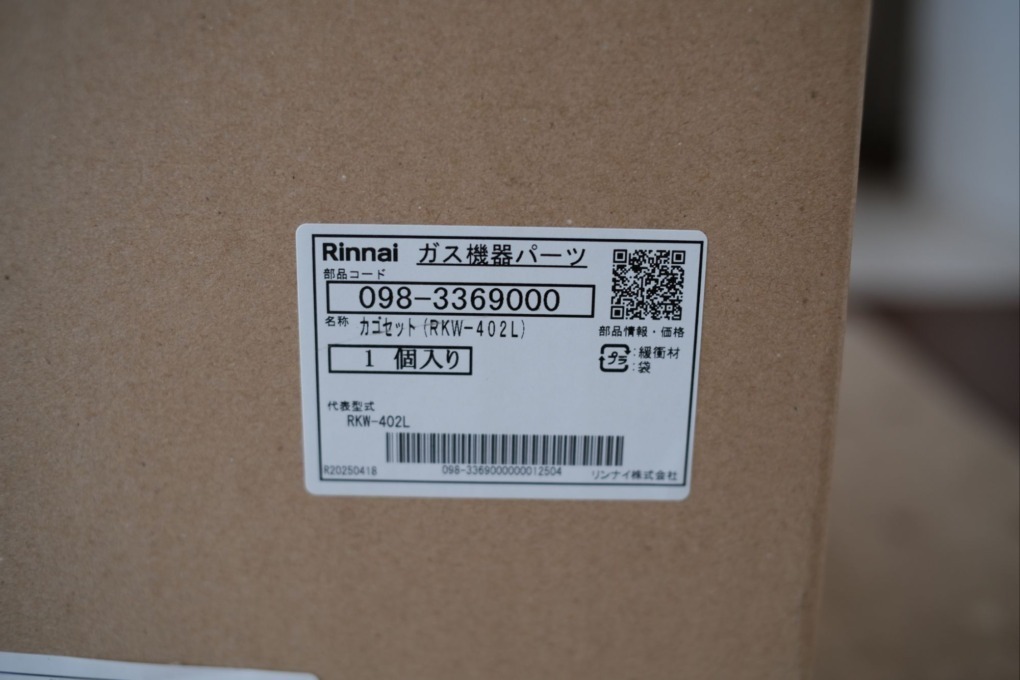 Rinnai ガス機器パーツ
部品コード
098-3369000
名称 カゴセット(RKW-402L)
部品情報・価格
1 個入り
プラ :緩衝材
:袋
代表型式
RKW-402L
R20250418 098-3369000000012504 リンナイ株式会社